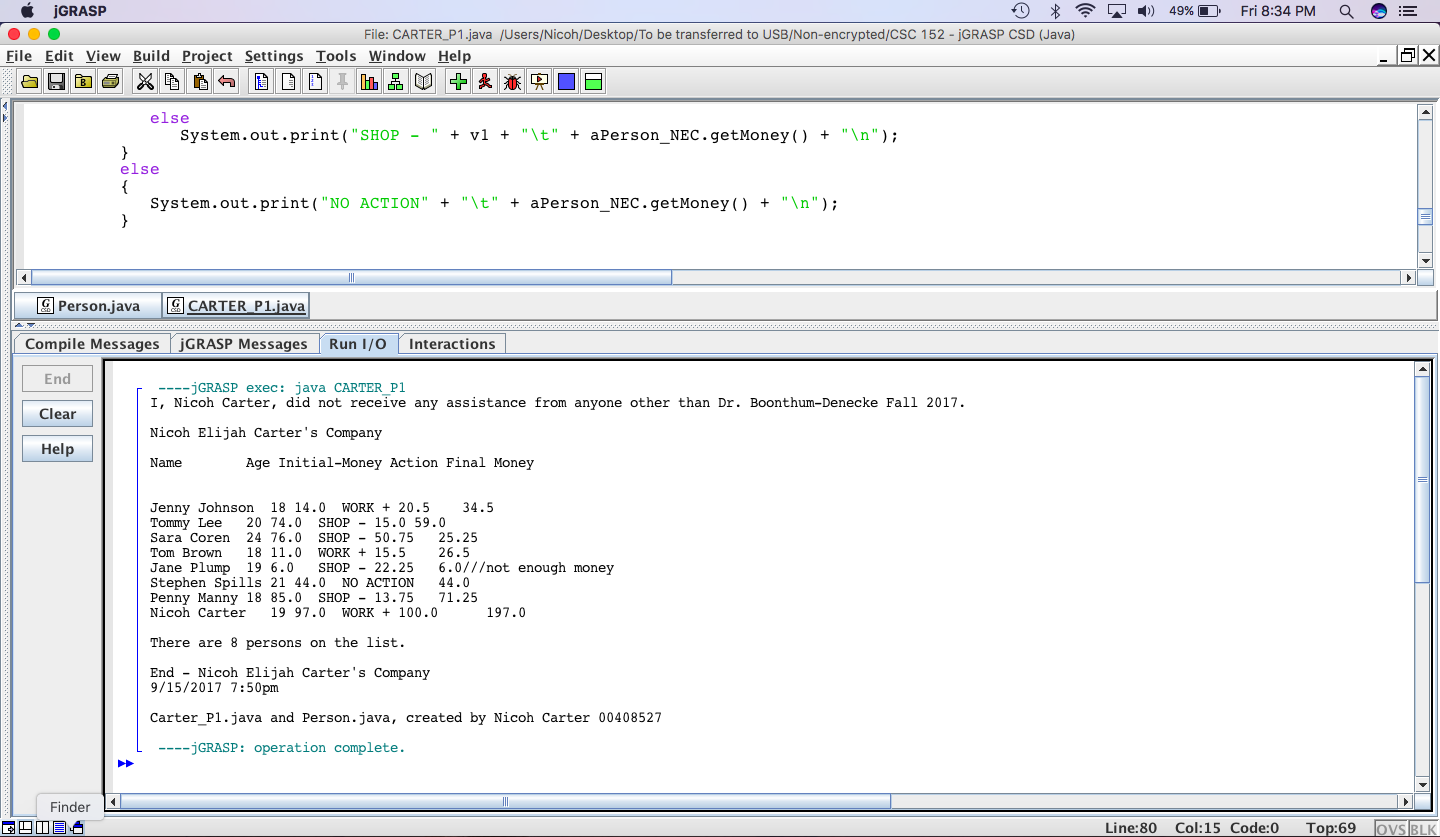 jGRASP 49% Fri 8:34 PM
File: CARTER_P1.java /Users/Nicoh/Desktop/To be transferred to USB/Non-encrypted/CSC 152 - jGRASP CSD (Java)
File Edit View Build Project Settings Tools Window Help
else
System.out.print("SHOP - " + v1 + "\t" + aPerson_NEC.getMoney() + "\n");
}
else
{
System.out.print("NO ACTION" + "\t" + aPerson_NEC.getMoney() + "\n");
}
Person.java CARTER_P1.java
Compile Messages jGRASP Messages Run I/O Interactions
End
Clear
Help
----jGRASP exec: java CARTER_P1
I, Nicoh Carter, did not receive any assistance from anyone other than Dr. Boonthum-Denecke Fall 2017.
Nicoh Elijah Carter's Company
Name Age Initial-Money Action Final Money
Jenny Johnson 18 14.0 WORK + 20.5 34.5
Tommy Lee 20 74.0 SHOP - 15.0 59.0
Sara Coren 24 76.0 SHOP - 50.75 25.25
Tom Brown 18 11.0 WORK + 15.5 26.5
Jane Plump 19 6.0 SHOP - 22.25 6.0///not enough money
Stephen Spills 21 44.0 NO ACTION 44.0
Penny Manny 18 85.0 SHOP - 13.75 71.25
Nicoh Carter 19 97.0 WORK + 100.0 197.0
There are 8 persons on the list.
End - Nicoh Elijah Carter's Company
9/15/2017 7:50pm
Carter_P1.java and Person.java, created by Nicoh Carter 00408527
----jGRASP: operation complete.
Finder
Line:80 Col:15 Code:0 Top:69 OVS BLK